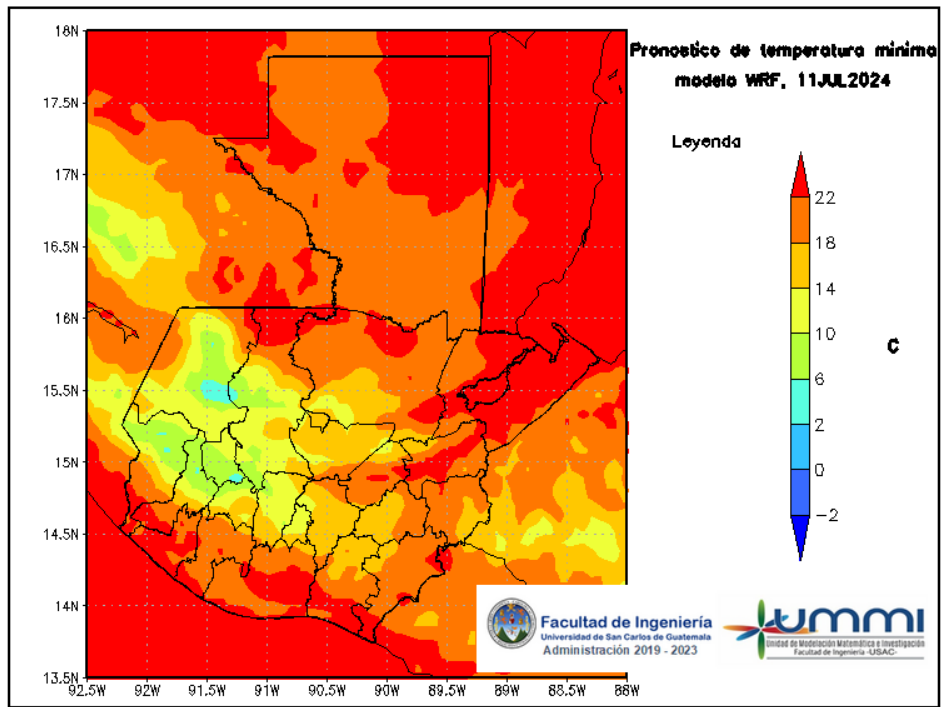 Pronostico de temperatura minima
modelo WRF, 11JUL2024
Leyenda
22
18
14
10
6
2
0
-2
C
18N
17.5N
17N
16.5N
16N
15.5N
15N
14.5N
14N
13.5N
92.5W
92W
91.5W
91W
90.5W
90W
89.5W
89W
88.5W
88W
Facultad de Ingeniería
Universidad de San Carlos de Guatemala
Administración 2019 - 2023
UMMI
Unidad de Modelación Matemática e Investigación
Facultad de Ingeniería -USAC-